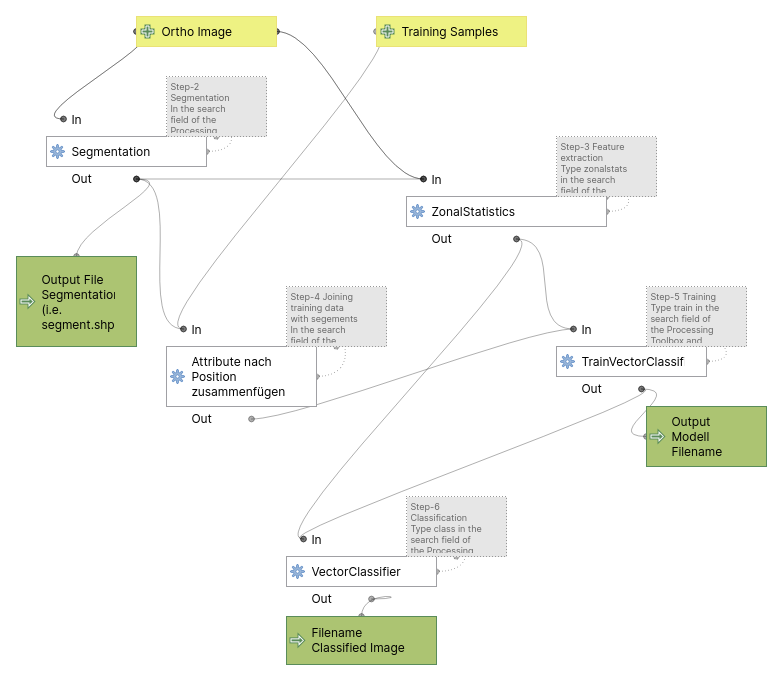 Ortho Image
Training Samples
Step-2
Segmentation
In the search
field of the
Processing
In
Segmentation
Out
Step-3 Feature
extraction
Type zonalstats
in the search
field of the
In
ZonalStatistics
Out
Output File
Segmentation
(i.e.
segment.shp
Step-4 Joining
training data
with segements
In the search
field of the
In
Attribute nach
Position
zusammenfügen
Out
Step-5 Training
Type train in the
search field of
the Processing
Toolbox and
In
TrainVectorClassif
Out
Output
Modell
Filename
Step-6
Classification
Type class in the
search field of
the Processing
In
VectorClassifier
Out
Filename
Classified Image